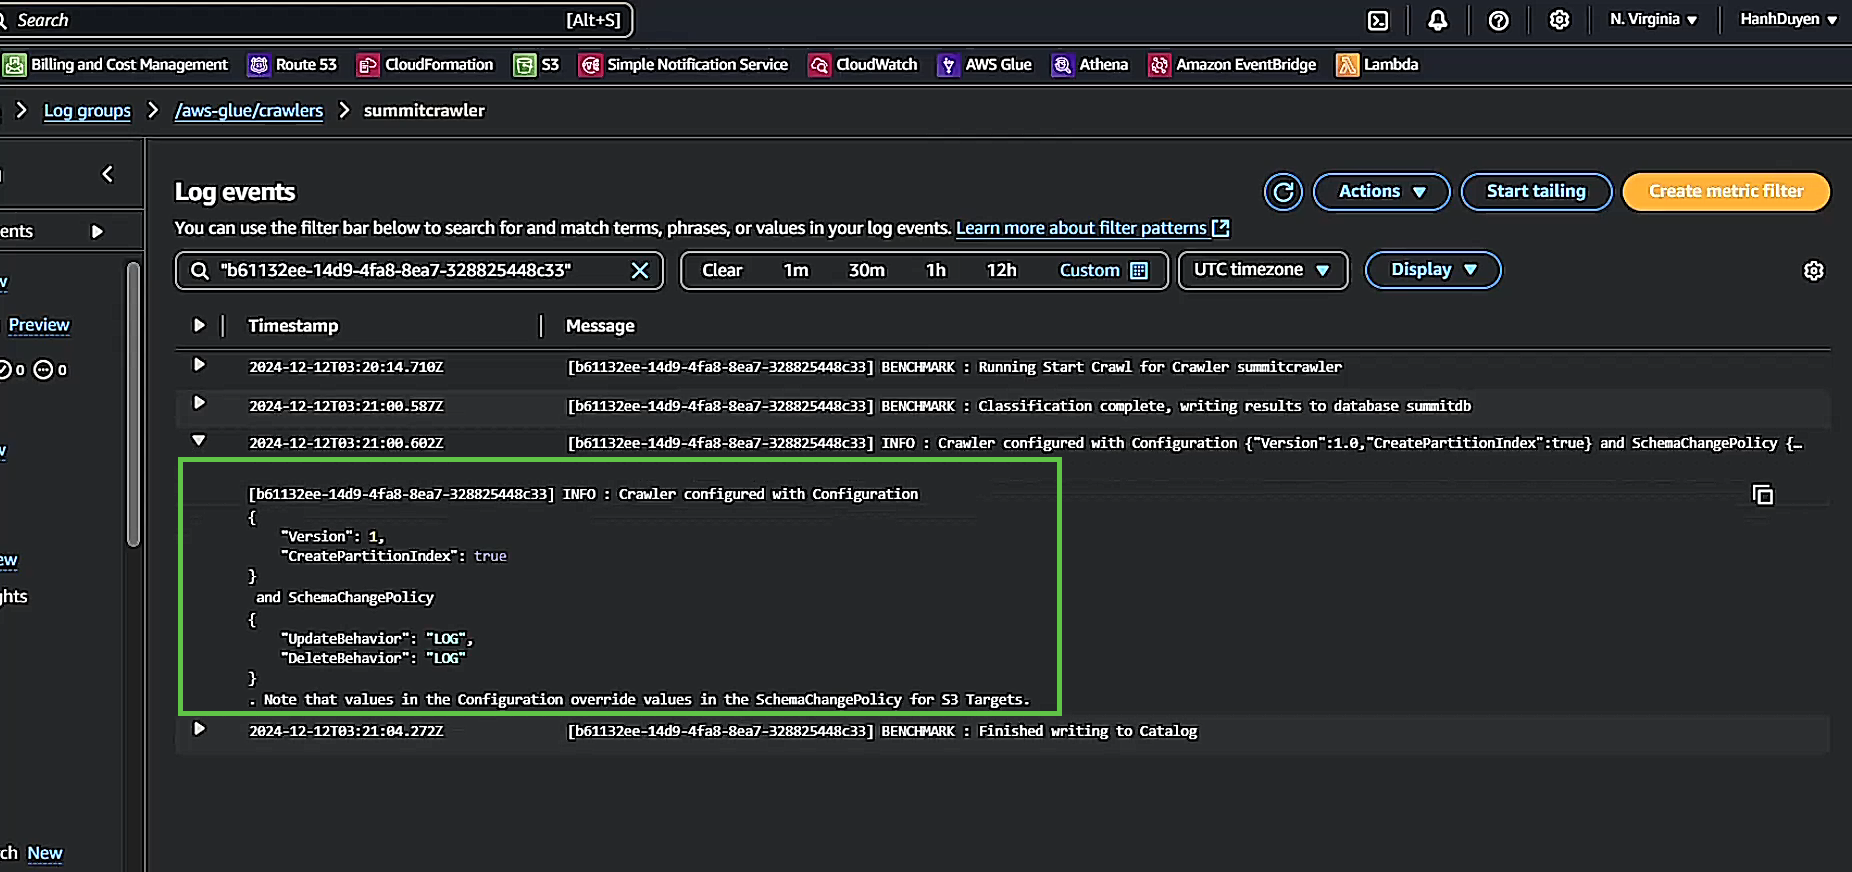 Search [Alt+S] N. Virginia HanhDuyen
Billing and Cost Management Route 53 CloudFormation S3 Simple Notification Service CloudWatch AWS Glue Athena Amazon EventBridge Lambda
Log groups /aws-glue/crawlers summitcrawler
Log events
Actions Start tailing Create metric filter
You can use the filter bar below to search for and match terms, phrases, or values in your log events. Learn more about filter patterns
ents
"b61132ee-14d9-4fa8-8ea7-328825448c33" Clear 1m 30m 1h 12h Custom UTC timezone Display
w
Preview
Timestamp Message
0 0
2024-12-12T03:20:14.710Z [b61132ee-14d9-4fa8-8ea7-328825448c33] BENCHMARK : Running Start Crawl for Crawler summitcrawler
2024-12-12T03:21:00.587Z [b61132ee-14d9-4fa8-8ea7-328825448c33] BENCHMARK : Classification complete, writing results to database summitdb
2024-12-12T03:21:00.602Z [b61132ee-14d9-4fa8-8ea7-328825448c33] INFO : Crawler configured with Configuration {"Version":1.0,"CreatePartitionIndex":true} and SchemaChangePolicy {…
w
[b61132ee-14d9-4fa8-8ea7-328825448c33] INFO : Crawler configured with Configuration
{
"Version": 1,
"CreatePartitionIndex": true
}
ew
and SchemaChangePolicy
ghts
{
"UpdateBehavior": "LOG",
"DeleteBehavior": "LOG"
}
. Note that values in the Configuration override values in the SchemaChangePolicy for S3 Targets.
2024-12-12T03:21:04.272Z [b61132ee-14d9-4fa8-8ea7-328825448c33] BENCHMARK : Finished writing to Catalog
ch New